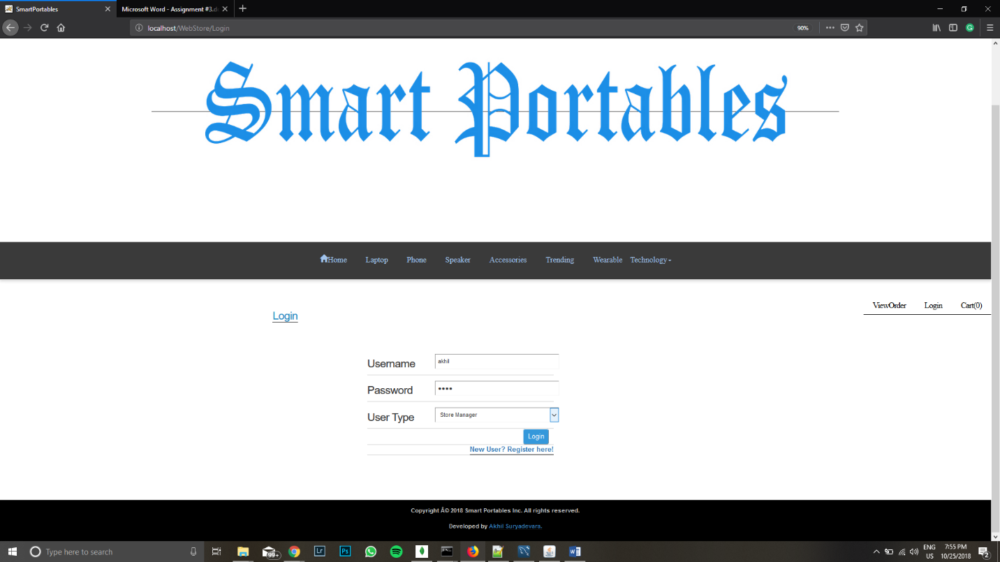 SmartPortables
Microsoft Word - Assignment #3.d
localhost/WebStore/Login
90%
Smart Portables
Home Laptop Phone Speaker Accessories Trending Wearable Technology
ViewOrder Login Cart(0)
Login
Username akhil
Password ••••
User Type Store Manager
Login
New User? Register here!
Copyright Â© 2018 Smart Portables Inc. All rights reserved.
Developed by Akhil Suryadevara.
Type here to search
99+
Lr
Ps
W
ENG
US
7:55 PM
10/25/2018
2